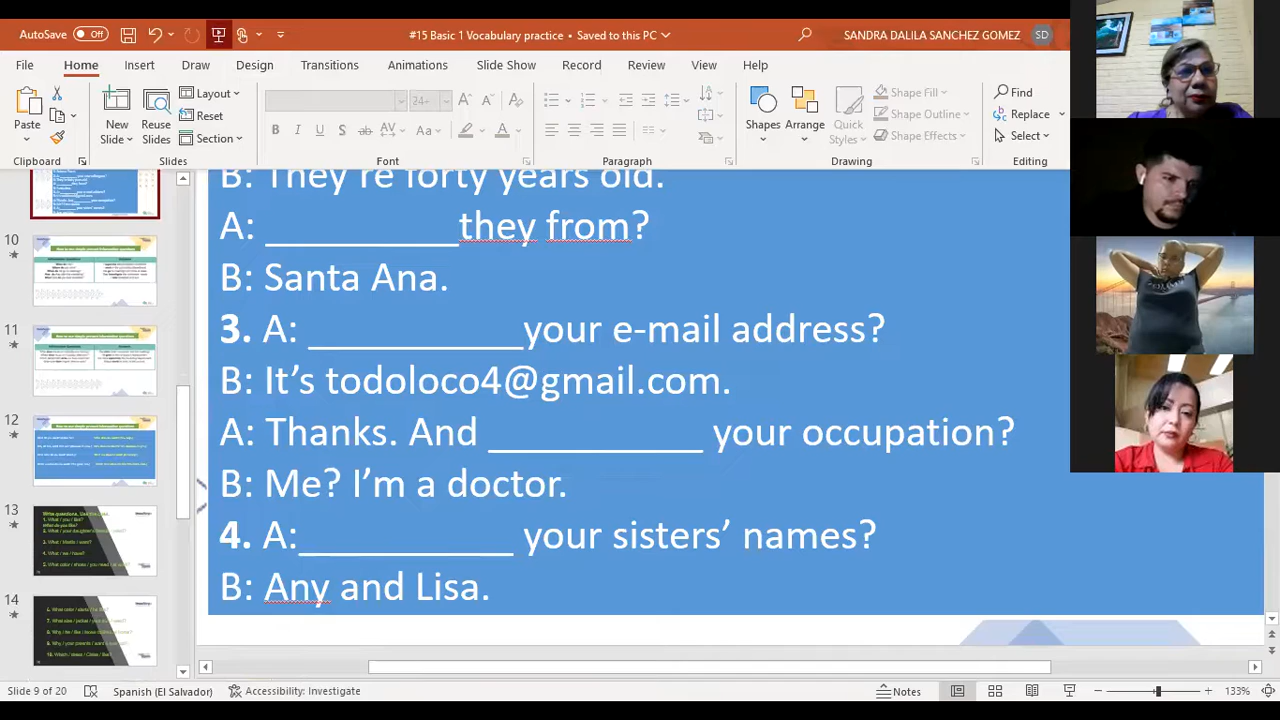 AutoSave Off #15 Basic 1 Vocabulary practice • Saved to this PC SANDRA DALILA SANCHEZ GOMEZ SD
File Home Insert Draw Design Transitions Animations Slide Show Record Review View Help
Paste New Slide Reuse Slides Layout Reset Section 24 Shapes Arrange Quick Styles Shape Fill Shape Outline Shape Effects Find Replace Select
Clipboard Slides Font Paragraph Drawing Editing
B: They're forty years old.
A: _________they from?
B: Santa Ana.
3. A: __________your e-mail address?
B: It's todoloco4@gmail.com.
A: Thanks. And __________ your occupation?
B: Me? I'm a doctor.
4. A:__________ your sisters' names?
B: Any and Lisa.
10
11
12
13
14
Slide 9 of 20 Spanish (El Salvador) Accessibility: Investigate Notes 133%